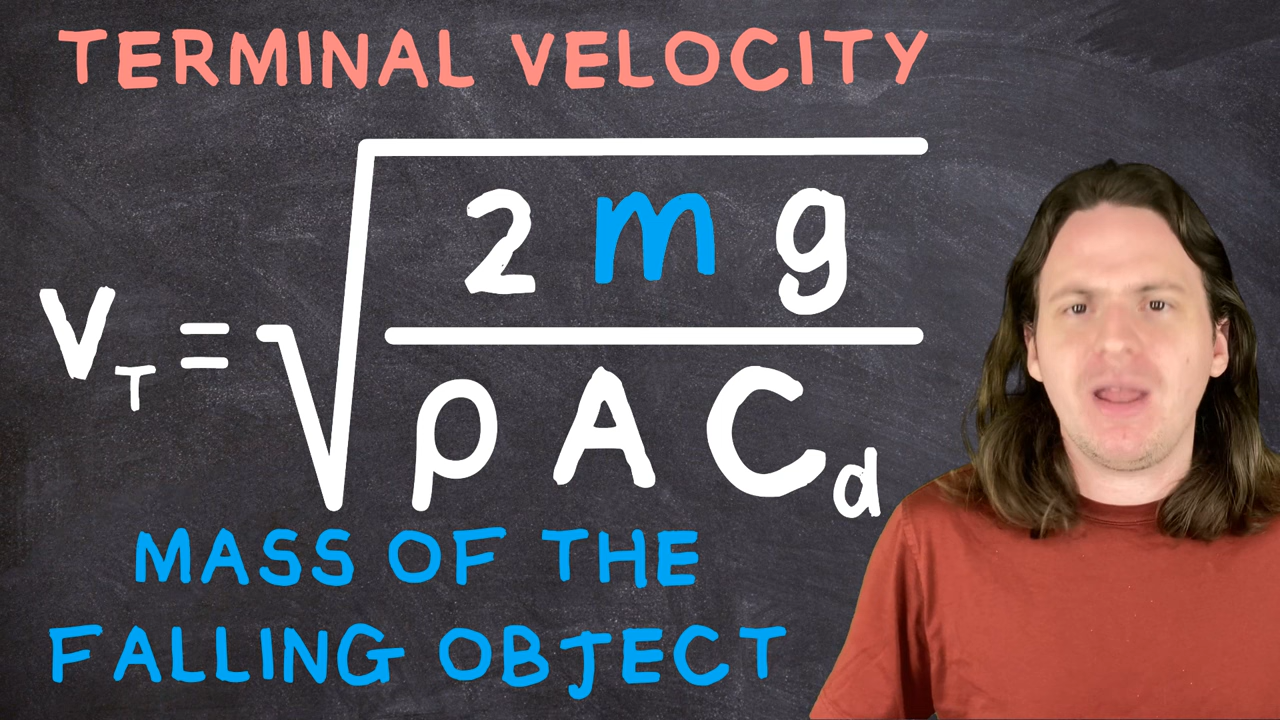 TERMINAL VELOCITY
v_T = √(2 m g / ρ A C_d)
MASS OF THE
FALLING OBJECT